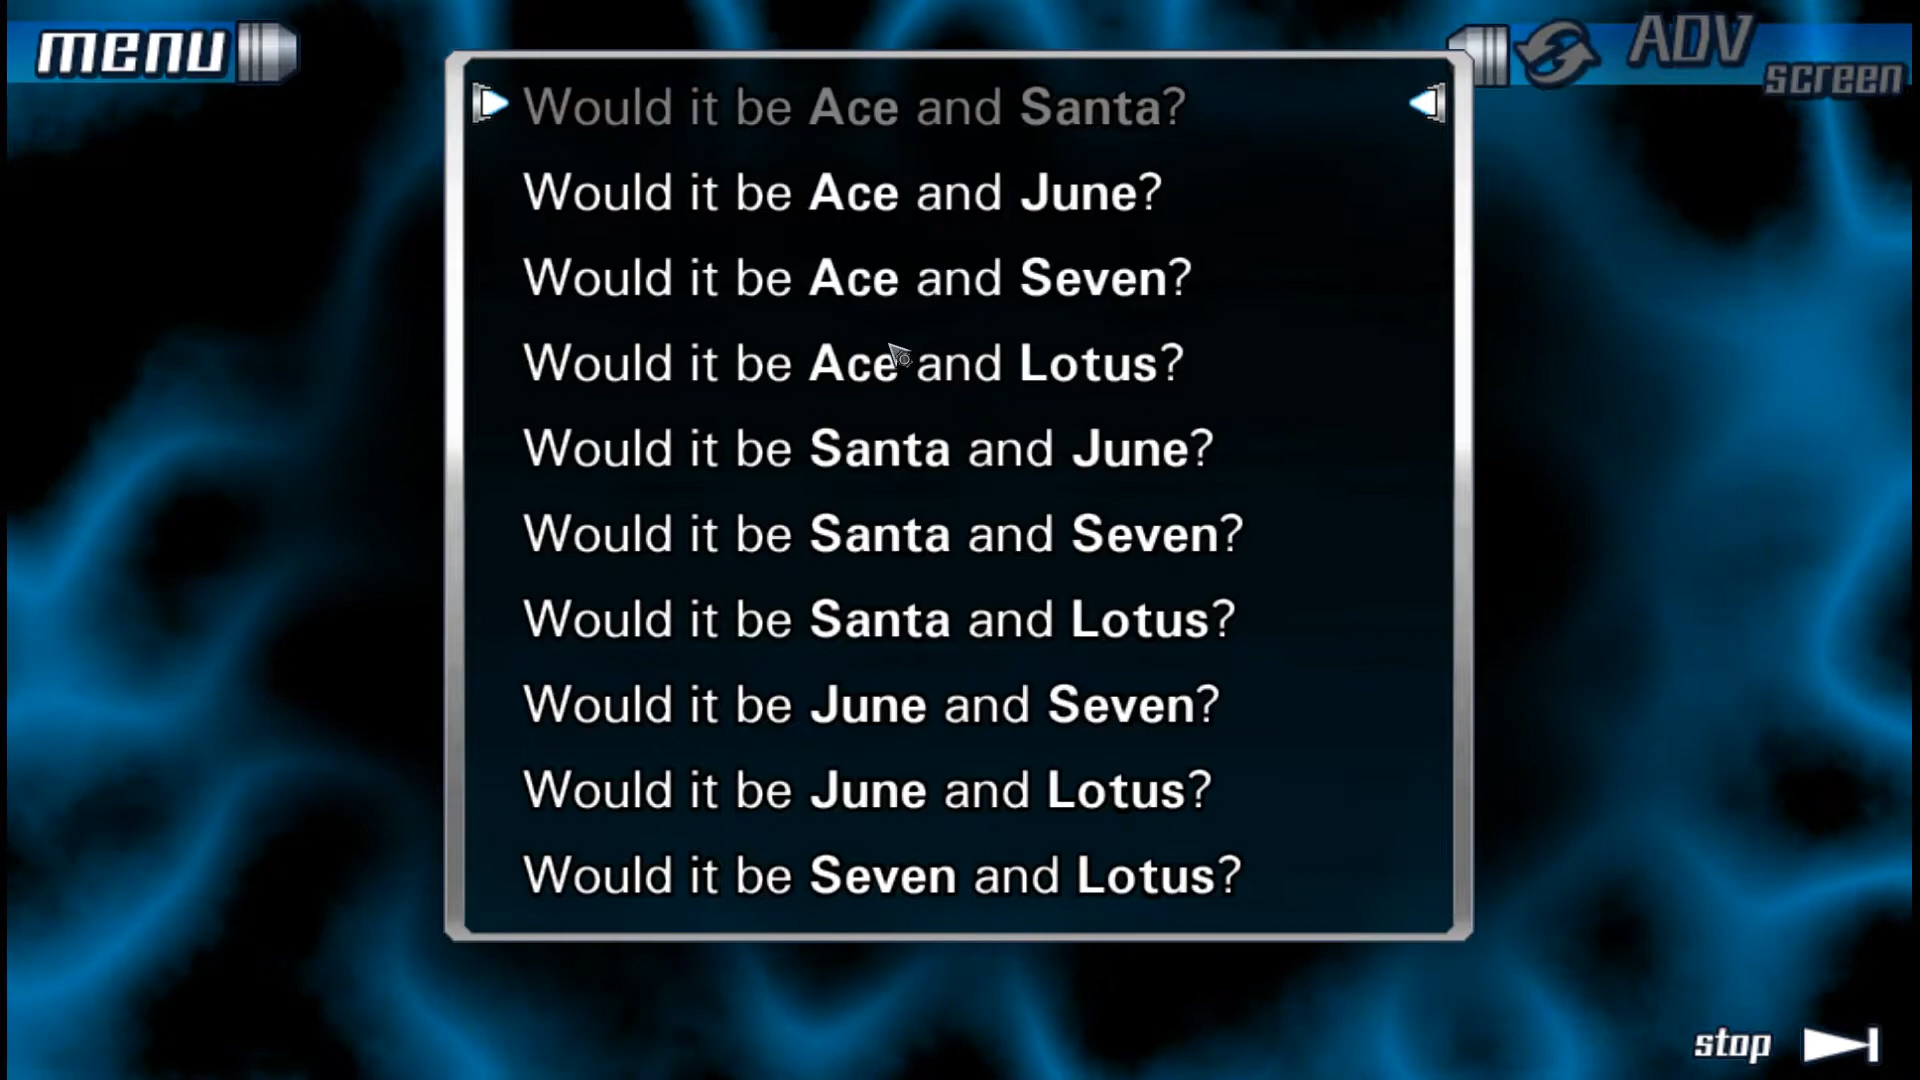 menu
ADV
screen
Would it be Ace and Santa?
Would it be Ace and June?
Would it be Ace and Seven?
Would it be Ace and Lotus?
Would it be Santa and June?
Would it be Santa and Seven?
Would it be Santa and Lotus?
Would it be June and Seven?
Would it be June and Lotus?
Would it be Seven and Lotus?
stop